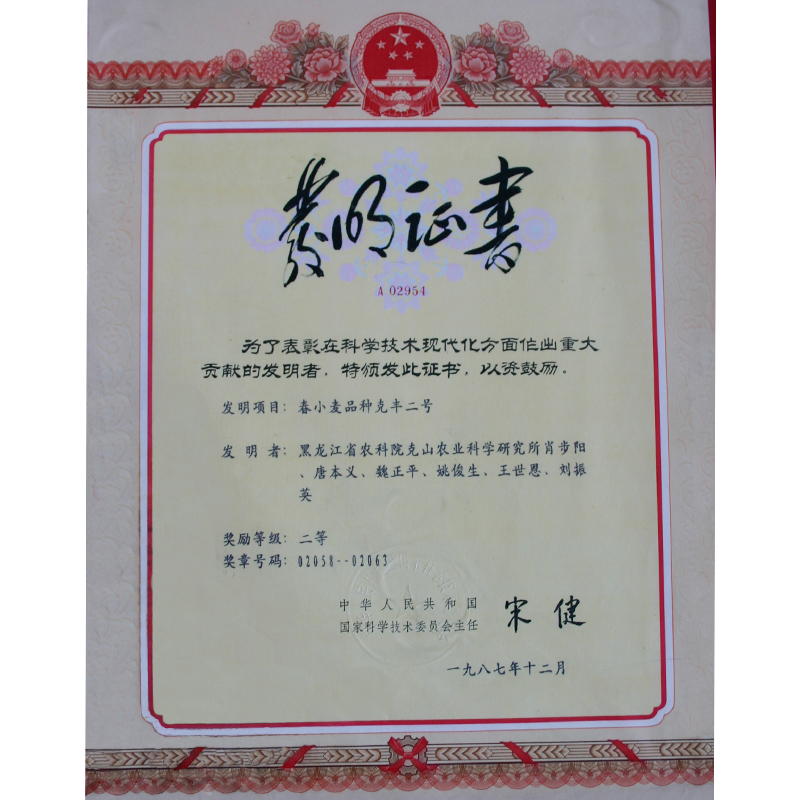 發明证書
A 02954
为了表彰在科学技术现代化方面作出重大
贡献的发明者，特颁发此证书，以资鼓励。
发明项目：春小麦品种克丰二号
发明者：黑龙江省农科院克山农业科学研究所肖步阳
、唐本义、魏正平、姚俊生、王世恩、刘振
英
奖励等级：二等
奖章号码：02058--02063
中华人民共和国
国家科学技术委员会主任 宋健
一九八七年十二月